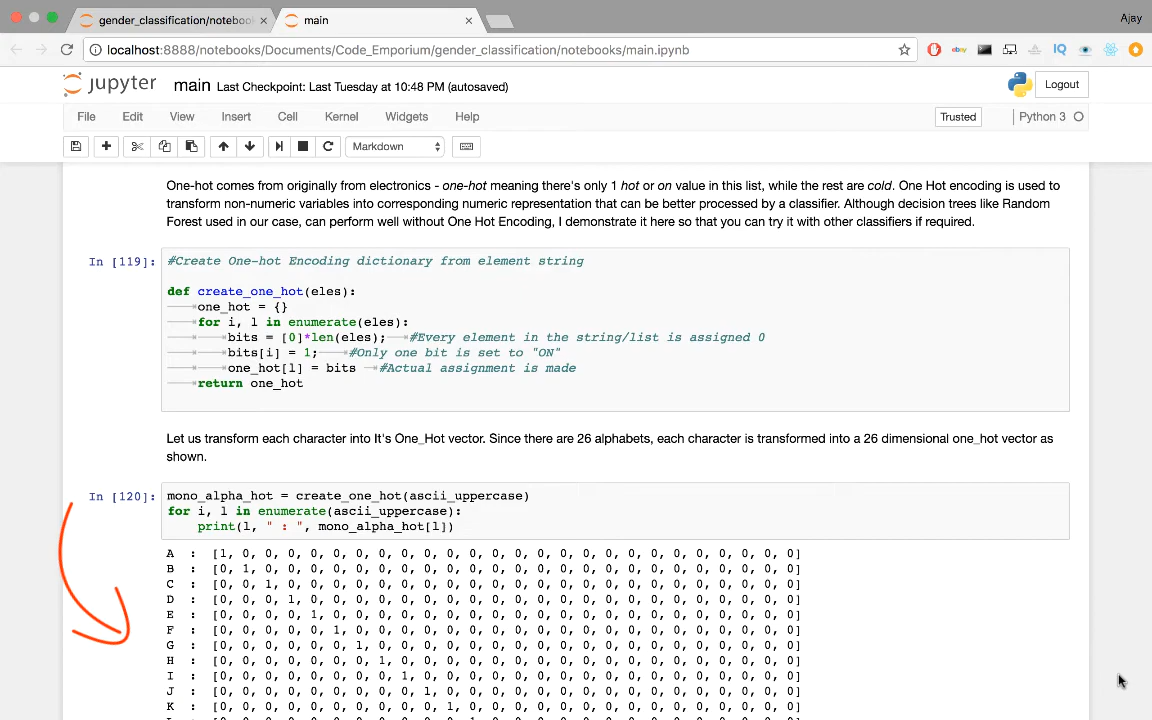 gender_classification/notebook
main
Ajay
localhost:8888/notebooks/Documents/Code_Emporium/gender_classification/notebooks/main.ipynb
ebay
IQ
jupyter main Last Checkpoint: Last Tuesday at 10:48 PM (autosaved)
Logout
File Edit View Insert Cell Kernel Widgets Help
Trusted
Python 3
Markdown
One-hot comes from originally from electronics - one-hot meaning there's only 1 hot or on value in this list, while the rest are cold. One Hot encoding is used to
transform non-numeric variables into corresponding numeric representation that can be better processed by a classifier. Although decision trees like Random
Forest used in our case, can perform well without One Hot Encoding, I demonstrate it here so that you can try it with other classifiers if required.
In [119]:
#Create One-hot Encoding dictionary from element string
def create_one_hot(eles):
one_hot = {}
for i, l in enumerate(eles):
bits = [0]*len(eles); #Every element in the string/list is assigned 0
bits[i] = 1; #Only one bit is set to "ON"
one_hot[l] = bits #Actual assignment is made
return one_hot
Let us transform each character into It's One_Hot vector. Since there are 26 alphabets, each character is transformed into a 26 dimensional one_hot vector as
shown.
In [120]:
mono_alpha_hot = create_one_hot(ascii_uppercase)
for i, l in enumerate(ascii_uppercase):
print(l, " : ", mono_alpha_hot[l])
A : [1, 0, 0, 0, 0, 0, 0, 0, 0, 0, 0, 0, 0, 0, 0, 0, 0, 0, 0, 0, 0, 0, 0, 0, 0, 0]
B : [0, 1, 0, 0, 0, 0, 0, 0, 0, 0, 0, 0, 0, 0, 0, 0, 0, 0, 0, 0, 0, 0, 0, 0, 0, 0]
C : [0, 0, 1, 0, 0, 0, 0, 0, 0, 0, 0, 0, 0, 0, 0, 0, 0, 0, 0, 0, 0, 0, 0, 0, 0, 0]
D : [0, 0, 0, 1, 0, 0, 0, 0, 0, 0, 0, 0, 0, 0, 0, 0, 0, 0, 0, 0, 0, 0, 0, 0, 0, 0]
E : [0, 0, 0, 0, 1, 0, 0, 0, 0, 0, 0, 0, 0, 0, 0, 0, 0, 0, 0, 0, 0, 0, 0, 0, 0, 0]
F : [0, 0, 0, 0, 0, 1, 0, 0, 0, 0, 0, 0, 0, 0, 0, 0, 0, 0, 0, 0, 0, 0, 0, 0, 0, 0]
G : [0, 0, 0, 0, 0, 0, 1, 0, 0, 0, 0, 0, 0, 0, 0, 0, 0, 0, 0, 0, 0, 0, 0, 0, 0, 0]
H : [0, 0, 0, 0, 0, 0, 0, 1, 0, 0, 0, 0, 0, 0, 0, 0, 0, 0, 0, 0, 0, 0, 0, 0, 0, 0]
I : [0, 0, 0, 0, 0, 0, 0, 0, 1, 0, 0, 0, 0, 0, 0, 0, 0, 0, 0, 0, 0, 0, 0, 0, 0, 0]
J : [0, 0, 0, 0, 0, 0, 0, 0, 0, 1, 0, 0, 0, 0, 0, 0, 0, 0, 0, 0, 0, 0, 0, 0, 0, 0]
K : [0, 0, 0, 0, 0, 0, 0, 0, 0, 0, 1, 0, 0, 0, 0, 0, 0, 0, 0, 0, 0, 0, 0, 0, 0, 0]